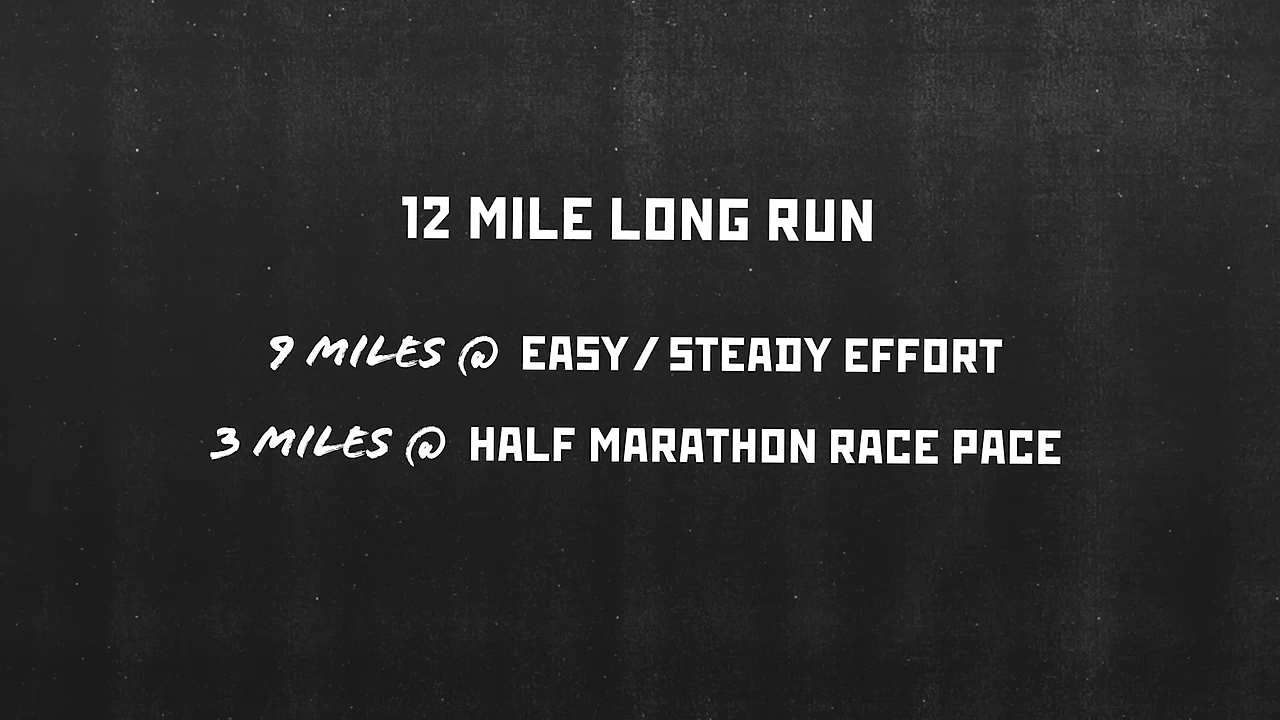 12 MILE LONG RUN
9 MILES @ EASY / STEADY EFFORT
3 MILES @ HALF MARATHON RACE PACE